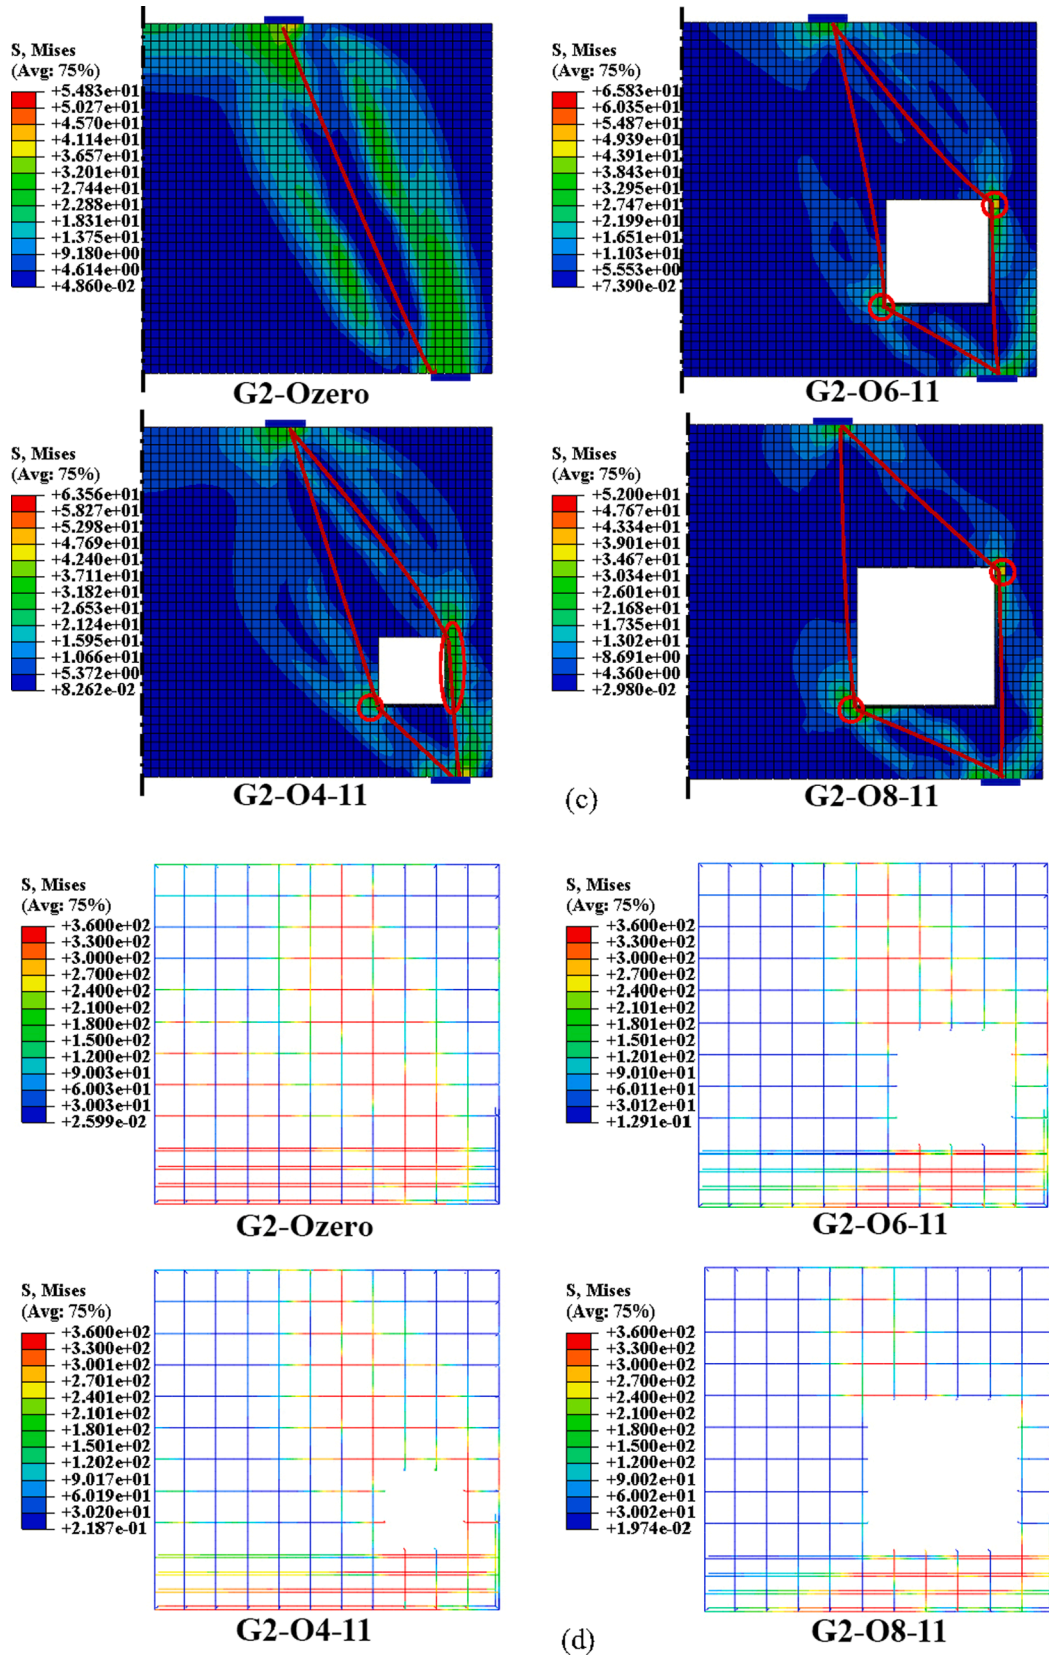 S, Mises
(Avg: 75%)
+5.483e+01
+5.027e+01
+4.570e+01
+4.114e+01
+3.657e+01
+3.201e+01
+2.744e+01
+2.288e+01
+1.831e+01
+1.375e+01
+9.180e+00
+4.614e+00
+4.860e-02
G2-Ozero
S, Mises
(Avg: 75%)
+6.583e+01
+6.035e+01
+5.487e+01
+4.939e+01
+4.391e+01
+3.843e+01
+3.295e+01
+2.747e+01
+2.199e+01
+1.651e+01
+1.103e+01
+5.553e+00
+7.390e-02
G2-O6-11
S, Mises
(Avg: 75%)
+6.356e+01
+5.827e+01
+5.298e+01
+4.769e+01
+4.240e+01
+3.711e+01
+3.182e+01
+2.653e+01
+2.124e+01
+1.595e+01
+1.066e+01
+5.372e+00
+8.262e-02
G2-O4-11
S, Mises
(Avg: 75%)
+5.200e+01
+4.767e+01
+4.334e+01
+3.901e+01
+3.467e+01
+3.034e+01
+2.601e+01
+2.168e+01
+1.735e+01
+1.302e+01
+8.691e+00
+4.360e+00
+2.980e-02
G2-O8-11
(c)
S, Mises
(Avg: 75%)
+3.600e+02
+3.300e+02
+3.000e+02
+2.700e+02
+2.400e+02
+2.100e+02
+1.800e+02
+1.500e+02
+1.200e+02
+9.003e+01
+6.003e+01
+3.003e+01
+2.599e-02
G2-Ozero
S, Mises
(Avg: 75%)
+3.600e+02
+3.300e+02
+3.000e+02
+2.700e+02
+2.400e+02
+2.101e+02
+1.801e+02
+1.501e+02
+1.201e+02
+9.010e+01
+6.011e+01
+3.012e+01
+1.291e-01
G2-O6-11
S, Mises
(Avg: 75%)
+3.600e+02
+3.300e+02
+3.001e+02
+2.701e+02
+2.401e+02
+2.101e+02
+1.801e+02
+1.501e+02
+1.202e+02
+9.017e+01
+6.019e+01
+3.020e+01
+2.187e-01
G2-O4-11
S, Mises
(Avg: 75%)
+3.600e+02
+3.300e+02
+3.000e+02
+2.700e+02
+2.400e+02
+2.100e+02
+1.800e+02
+1.500e+02
+1.200e+02
+9.002e+01
+6.002e+01
+3.002e+01
+1.974e-02
G2-O8-11
(d)